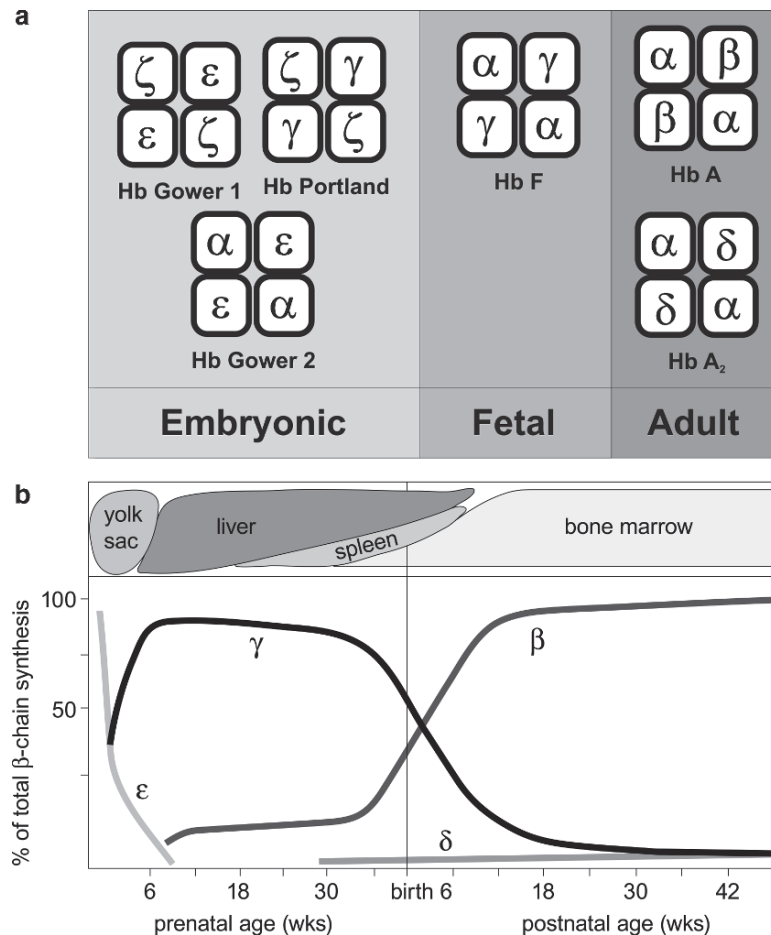 a
ζ ε ζ γ α γ α β
ε ζ γ ζ γ α β α
Hb Gower 1 Hb Portland Hb F Hb A
α ε α δ
ε α δ α
Hb Gower 2 Hb A₂
Embryonic Fetal Adult
b
yolk sac liver spleen bone marrow
100
γ β
50
% of total β-chain synthesis
ε
δ
6 18 30 birth 6 18 30 42
prenatal age (wks) postnatal age (wks)